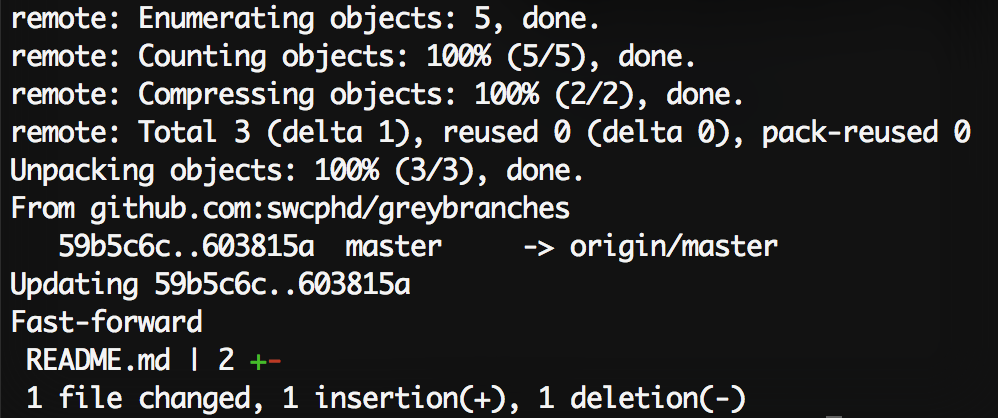 remote: Enumerating objects: 5, done.
remote: Counting objects: 100% (5/5), done.
remote: Compressing objects: 100% (2/2), done.
remote: Total 3 (delta 1), reused 0 (delta 0), pack-reused 0
Unpacking objects: 100% (3/3), done.
From github.com:swcphd/greybranches
   59b5c6c..603815a  master     -> origin/master
Updating 59b5c6c..603815a
Fast-forward
 README.md | 2 +-
 1 file changed, 1 insertion(+), 1 deletion(-)